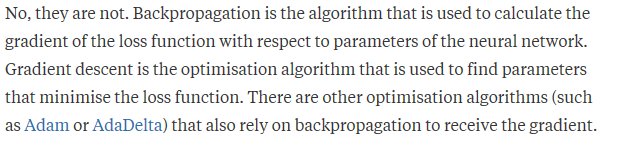 No, they are not. Backpropagation is the algorithm that is used to calculate the
gradient of the loss function with respect to parameters of the neural network.
Gradient descent is the optimisation algorithm that is used to find parameters
that minimise the loss function. There are other optimisation algorithms (such
as Adam or AdaDelta) that also rely on backpropagation to receive the gradient.